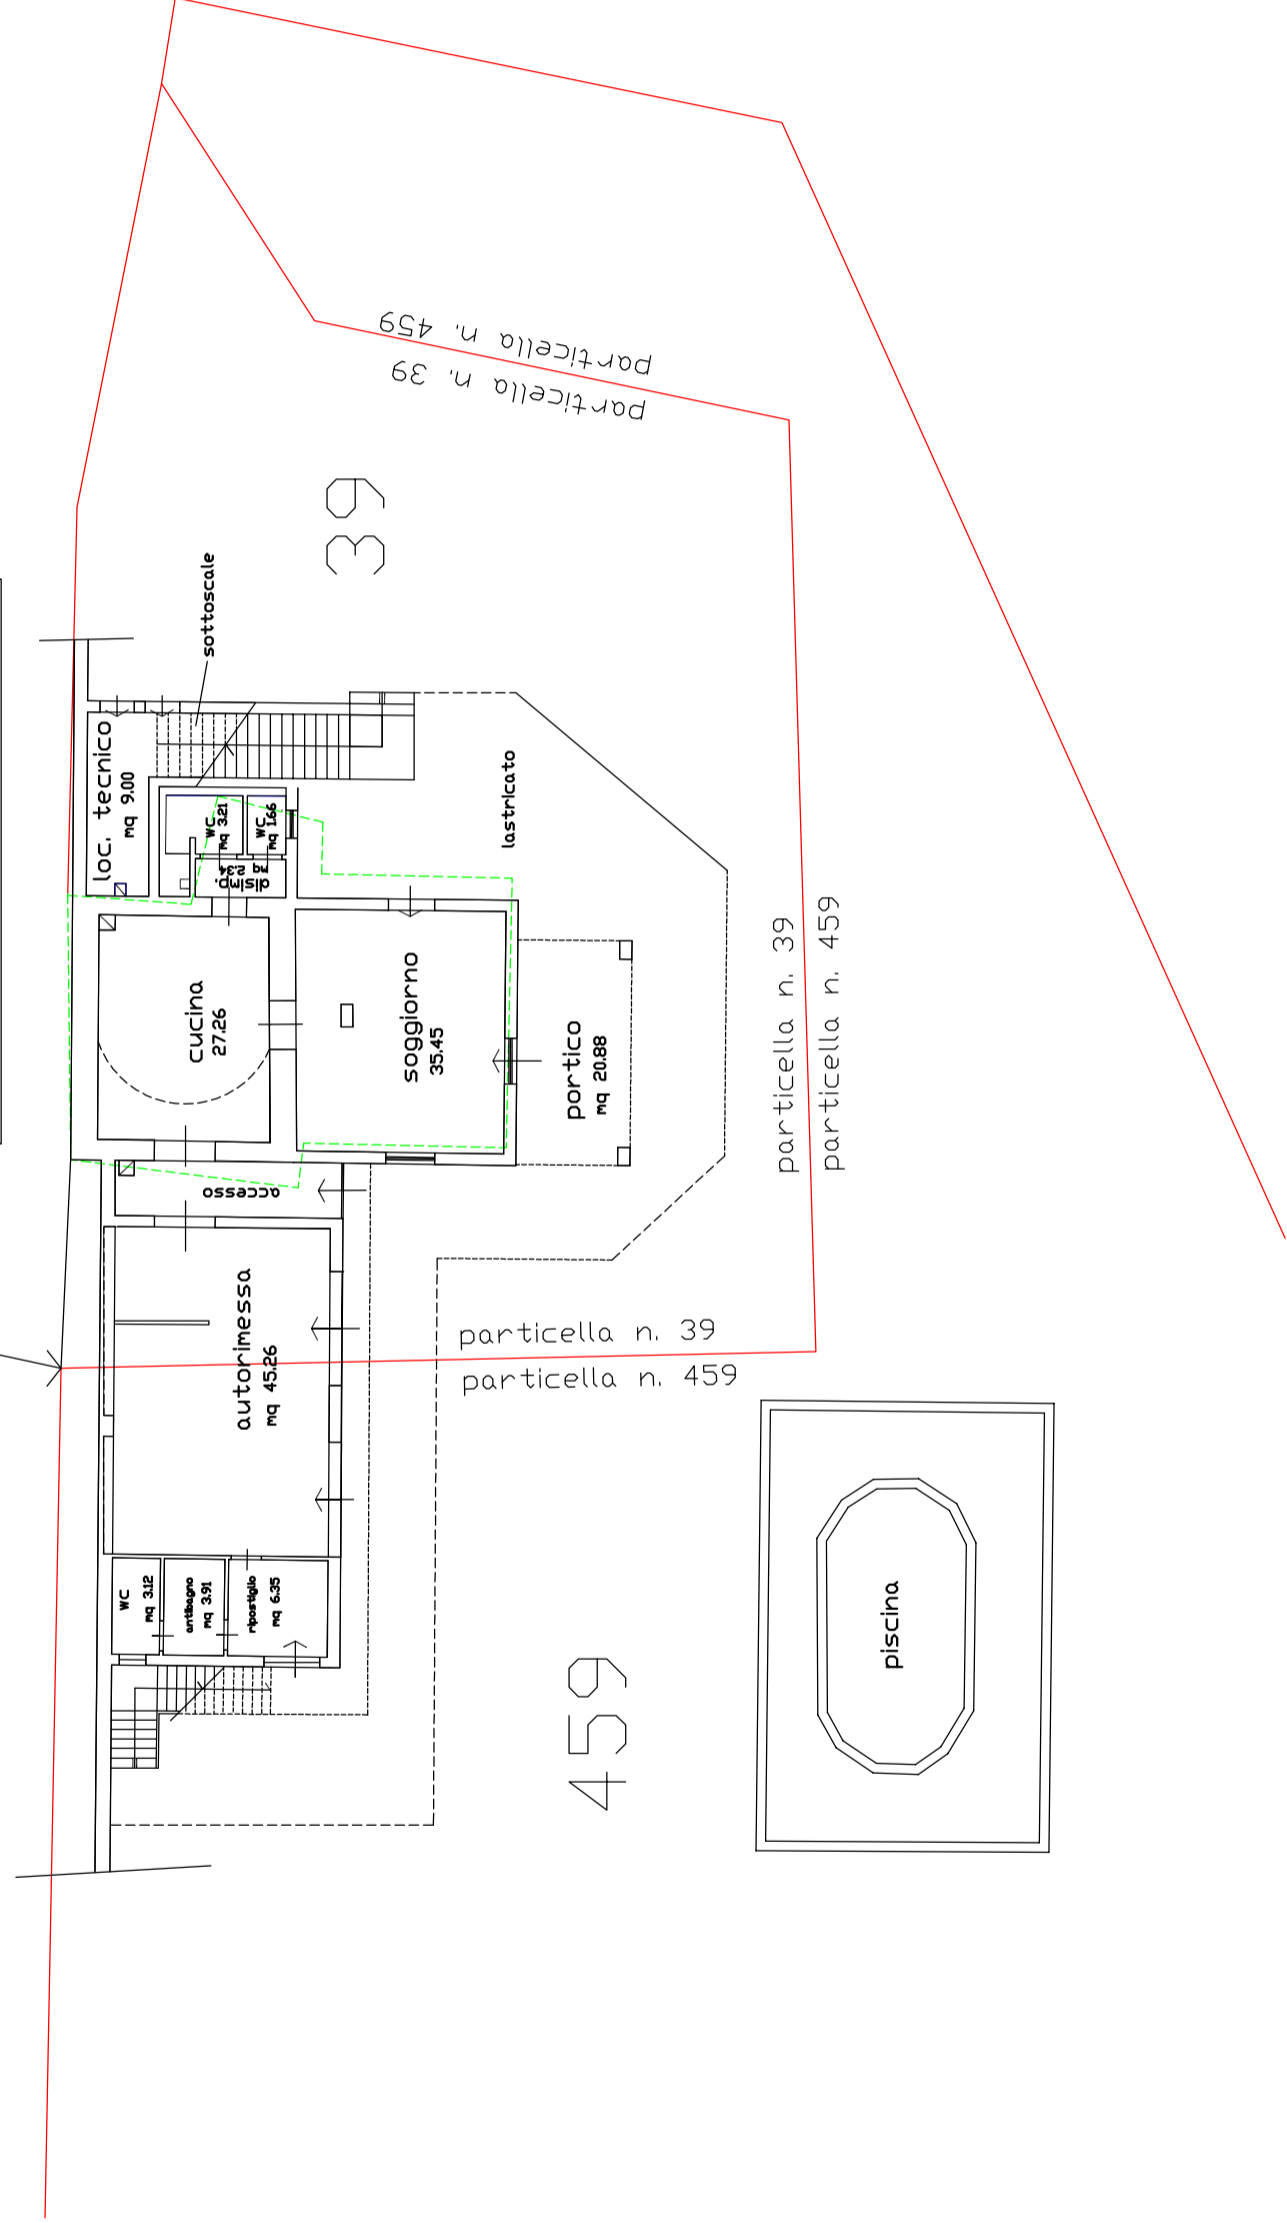 particella n. 459
particella n. 39
39
sottoscale
loc. tecnico
mq 9.00
WC
mq 3.21
WC
mq 1.66
lastricato
cucina
27.26
soggiorno
35.45
portico
mq 20.88
particella n. 39
particella n. 459
accesso
autorimessa
mq 45.26
particella n. 39
particella n. 459
WC
mq 3.12
antibagno
mq 3.91
ripostiglio
mq 6.35
459
piscina